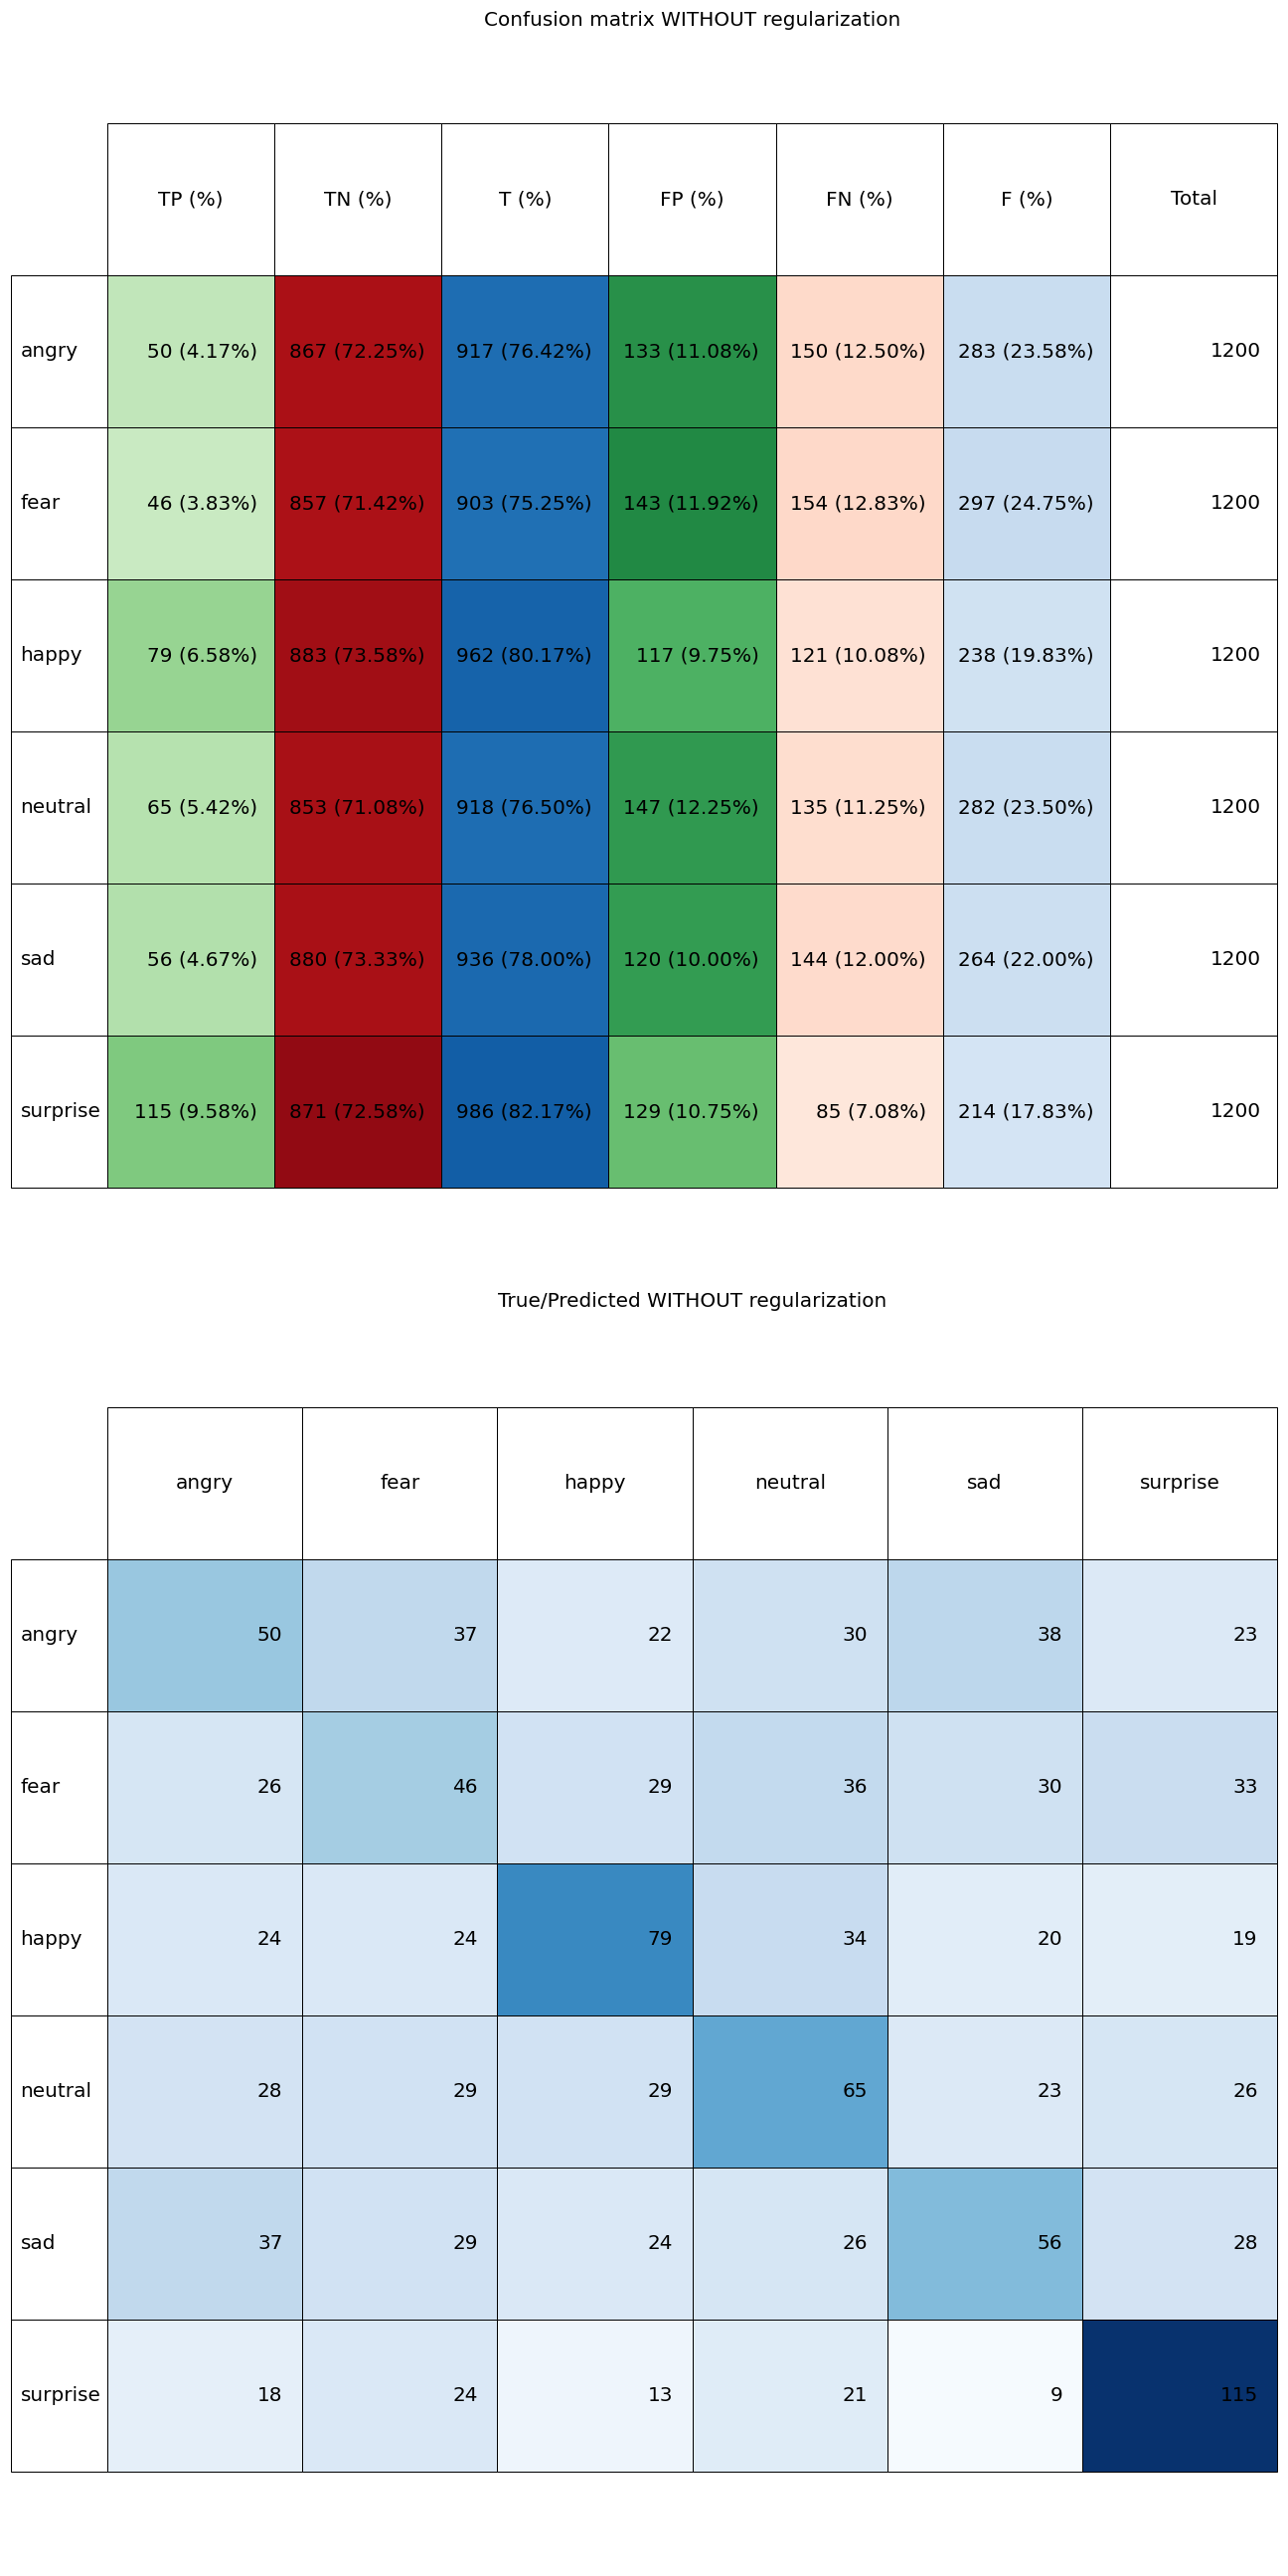 Confusion matrix WITHOUT regularization
TP (%) TN (%) T (%) FP (%) FN (%) F (%) Total
angry 50 (4.17%) 867 (72.25%) 917 (76.42%) 133 (11.08%) 150 (12.50%) 283 (23.58%) 1200
fear 46 (3.83%) 857 (71.42%) 903 (75.25%) 143 (11.92%) 154 (12.83%) 297 (24.75%) 1200
happy 79 (6.58%) 883 (73.58%) 962 (80.17%) 117 (9.75%) 121 (10.08%) 238 (19.83%) 1200
neutral 65 (5.42%) 853 (71.08%) 918 (76.50%) 147 (12.25%) 135 (11.25%) 282 (23.50%) 1200
sad 56 (4.67%) 880 (73.33%) 936 (78.00%) 120 (10.00%) 144 (12.00%) 264 (22.00%) 1200
surprise 115 (9.58%) 871 (72.58%) 986 (82.17%) 129 (10.75%) 85 (7.08%) 214 (17.83%) 1200
True/Predicted WITHOUT regularization
angry fear happy neutral sad surprise
angry 50 37 22 30 38 23
fear 26 46 29 36 30 33
happy 24 24 79 34 20 19
neutral 28 29 29 65 23 26
sad 37 29 24 26 56 28
surprise 18 24 13 21 9 115